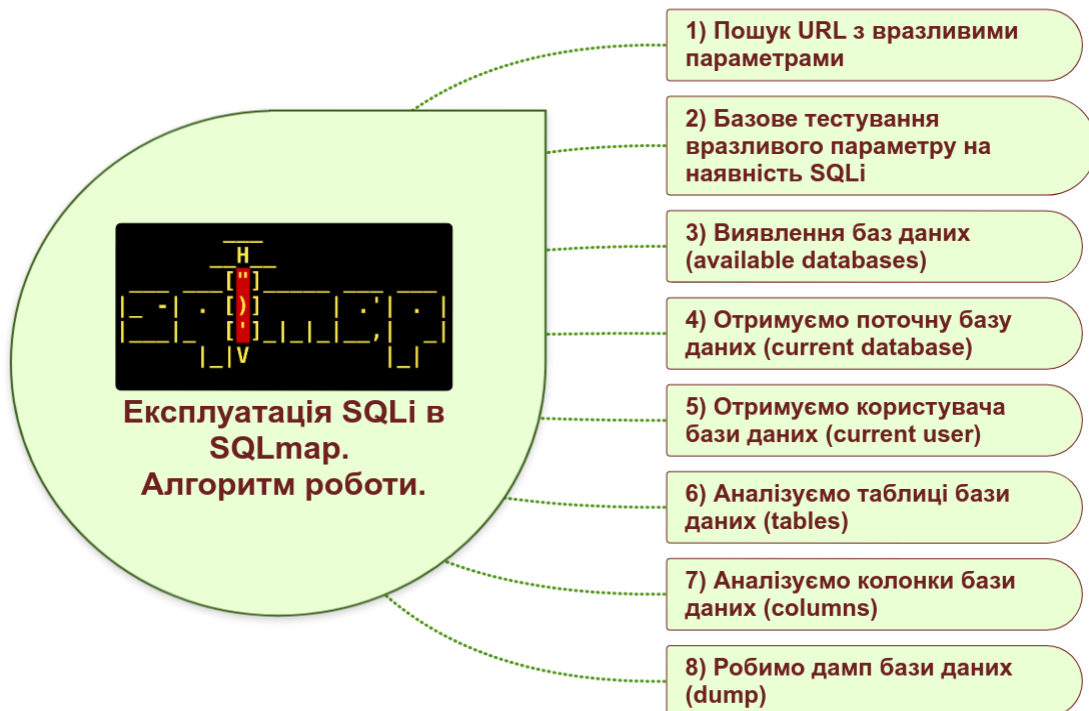 Експлуатація SQLi в
SQLmap.
Алгоритм роботи.
1) Пошук URL з вразливими
параметрами
2) Базове тестування
вразливого параметру на
наявність SQLi
3) Виявлення баз даних
(available databases)
4) Отримуємо поточну базу
даних (current database)
5) Отримуємо користувача
бази даних (current user)
6) Аналізуємо таблиці бази
даних (tables)
7) Аналізуємо колонки бази
даних (columns)
8) Робимо дамп бази даних
(dump)